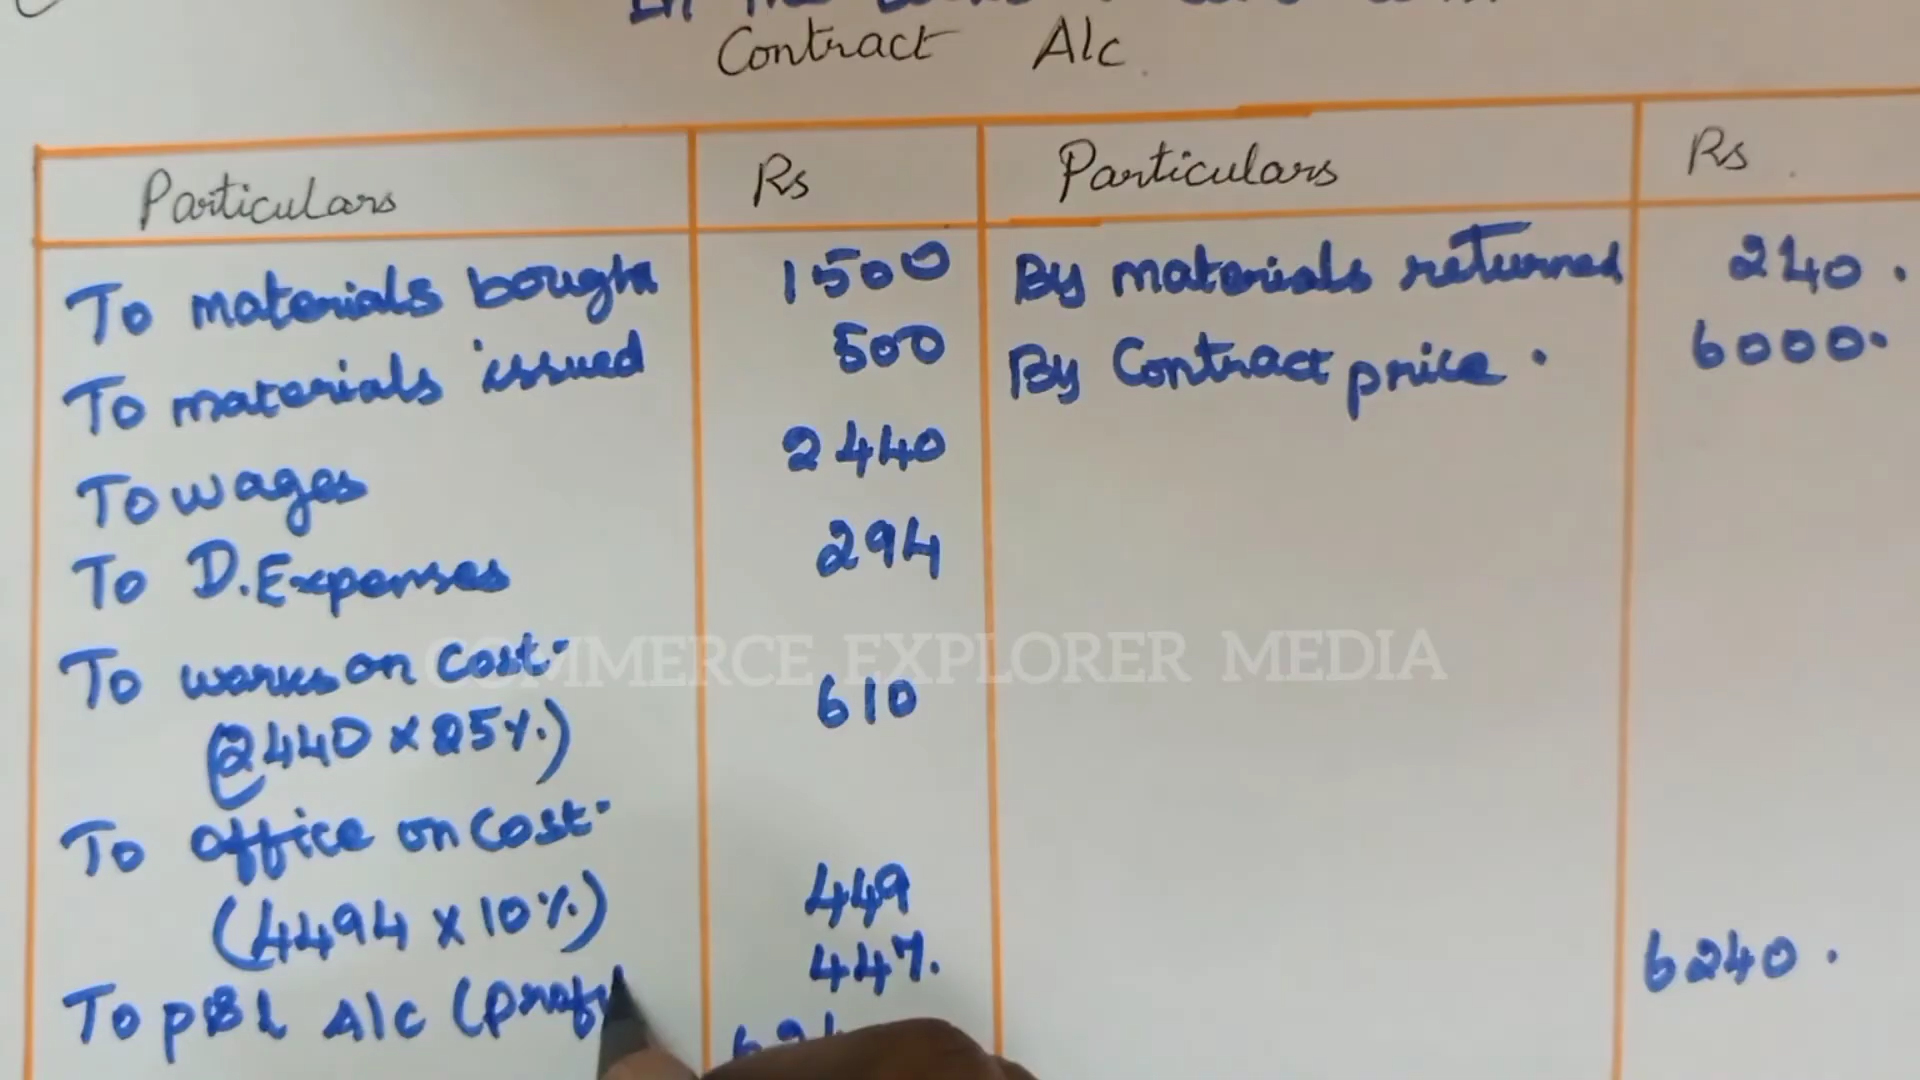 Contract A/c
Particulars Rs Particulars Rs
To materials bought 1500 By materials returned 240.
To materials issued 500 By Contract price. 6000.
To wages 2440
To D.Expenses 294
To works on cost-
(2440 x 25%.) 610
To office on cost-
(4494 x 10%) 449
To P&L A/c ( 447.
6240.
COMMERCE EXPLORER MEDIA